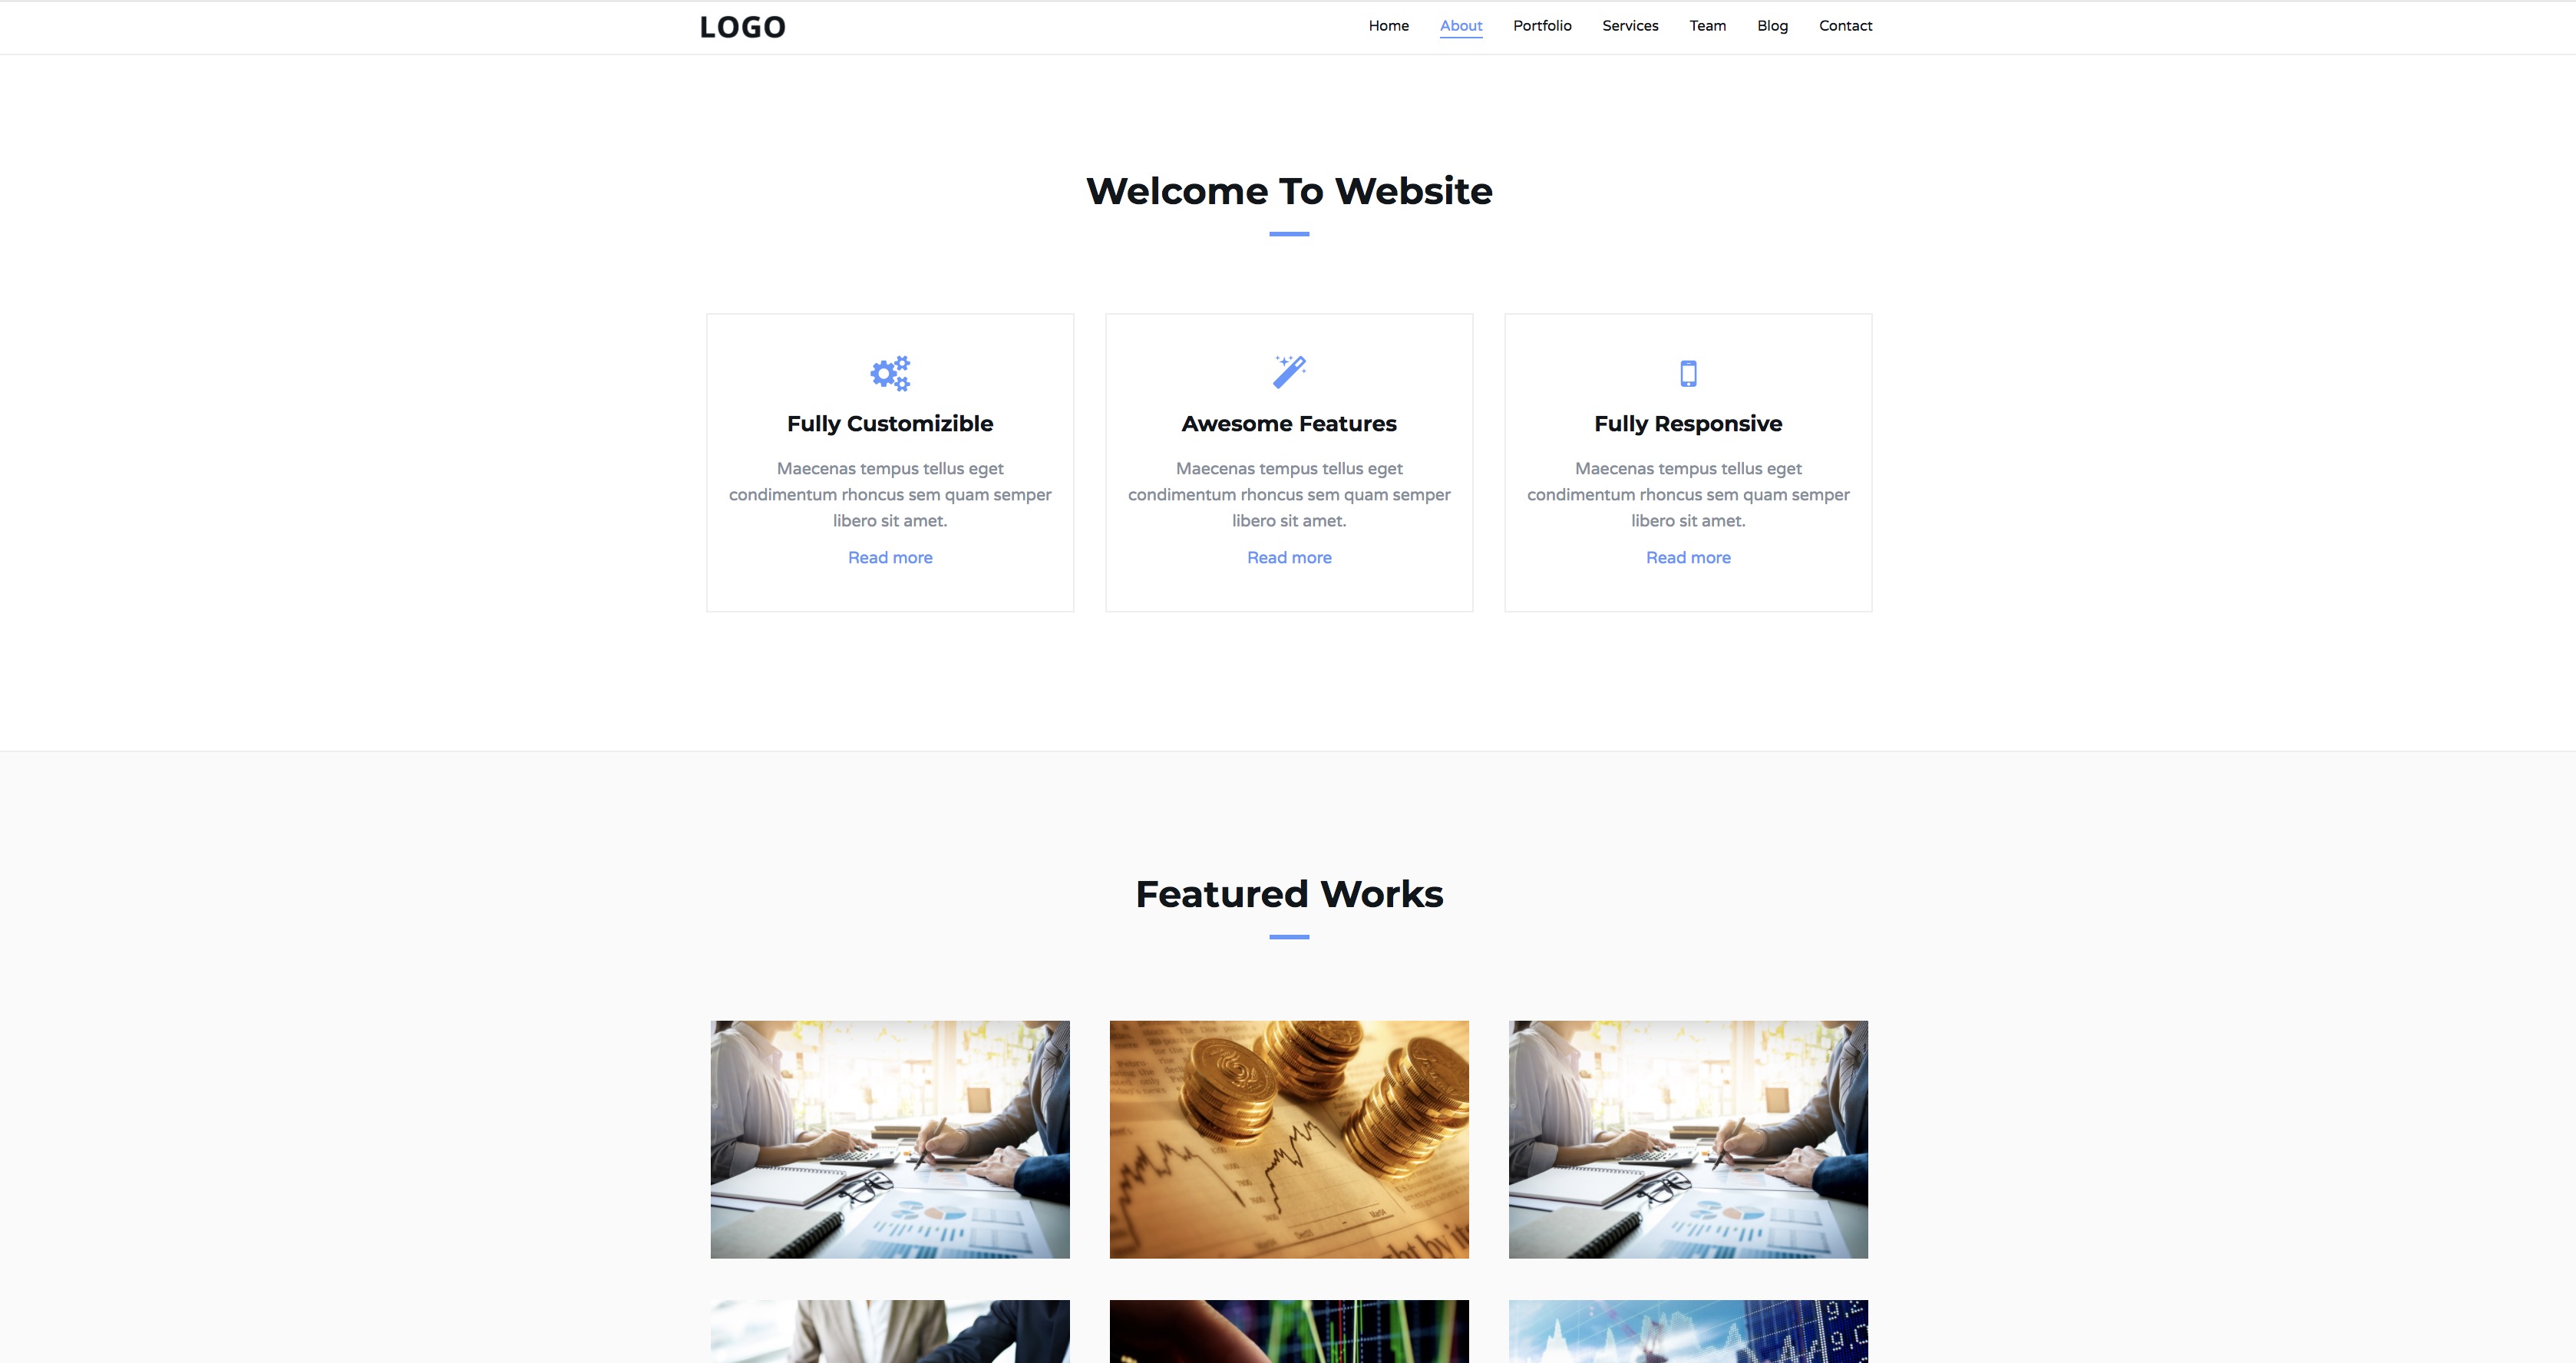 LOGO
Home About Portfolio Services Team Blog Contact
Welcome To Website
Fully Customizible
Maecenas tempus tellus eget
condimentum rhoncus sem quam semper
libero sit amet.
Read more
Awesome Features
Maecenas tempus tellus eget
condimentum rhoncus sem quam semper
libero sit amet.
Read more
Fully Responsive
Maecenas tempus tellus eget
condimentum rhoncus sem quam semper
libero sit amet.
Read more
Featured Works